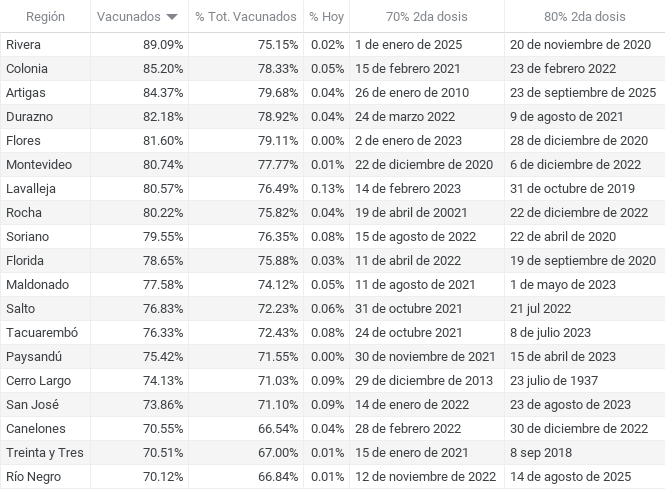 Región Vacunados % Tot. Vacunados % Hoy 70% 2da dosis 80% 2da dosis
Rivera 89.09% 75.15% 0.02% 1 de enero de 2025 20 de noviembre de 2020
Colonia 85.20% 78.33% 0.05% 15 de febrero 2021 23 de febrero 2022
Artigas 84.37% 79.68% 0.04% 26 de enero de 2010 23 de septiembre de 2025
Durazno 82.18% 78.92% 0.04% 24 de marzo 2022 9 de agosto de 2021
Flores 81.60% 79.11% 0.00% 2 de enero de 2023 28 de diciembre de 2020
Montevideo 80.74% 77.77% 0.01% 22 de diciembre de 2020 6 de diciembre de 2022
Lavalleja 80.57% 76.49% 0.13% 14 de febrero 2023 31 de octubre de 2019
Rocha 80.22% 75.82% 0.04% 19 de abril de 20021 22 de diciembre de 2022
Soriano 79.55% 76.35% 0.08% 15 de agosto de 2022 22 de abril de 2020
Florida 78.65% 75.88% 0.03% 11 de abril de 2022 19 de septiembre de 2020
Maldonado 77.58% 74.12% 0.05% 11 de agosto de 2021 1 de mayo de 2023
Salto 76.83% 72.23% 0.06% 31 de octubre 2021 21 jul 2022
Tacuarembó 76.33% 72.43% 0.08% 24 de octubre 2021 8 de julio 2023
Paysandú 75.42% 71.55% 0.00% 30 de noviembre de 2021 15 de abril de 2023
Cerro Largo 74.13% 71.03% 0.09% 29 de diciembre de 2013 23 julio de 1937
San José 73.86% 71.10% 0.09% 14 de enero de 2022 23 de agosto de 2023
Canelones 70.55% 66.54% 0.04% 28 de febrero 2022 30 de diciembre de 2022
Treinta y Tres 70.51% 67.00% 0.01% 15 de enero de 2021 8 sep 2018
Río Negro 70.12% 66.84% 0.01% 12 de noviembre de 2022 14 de agosto de 2025